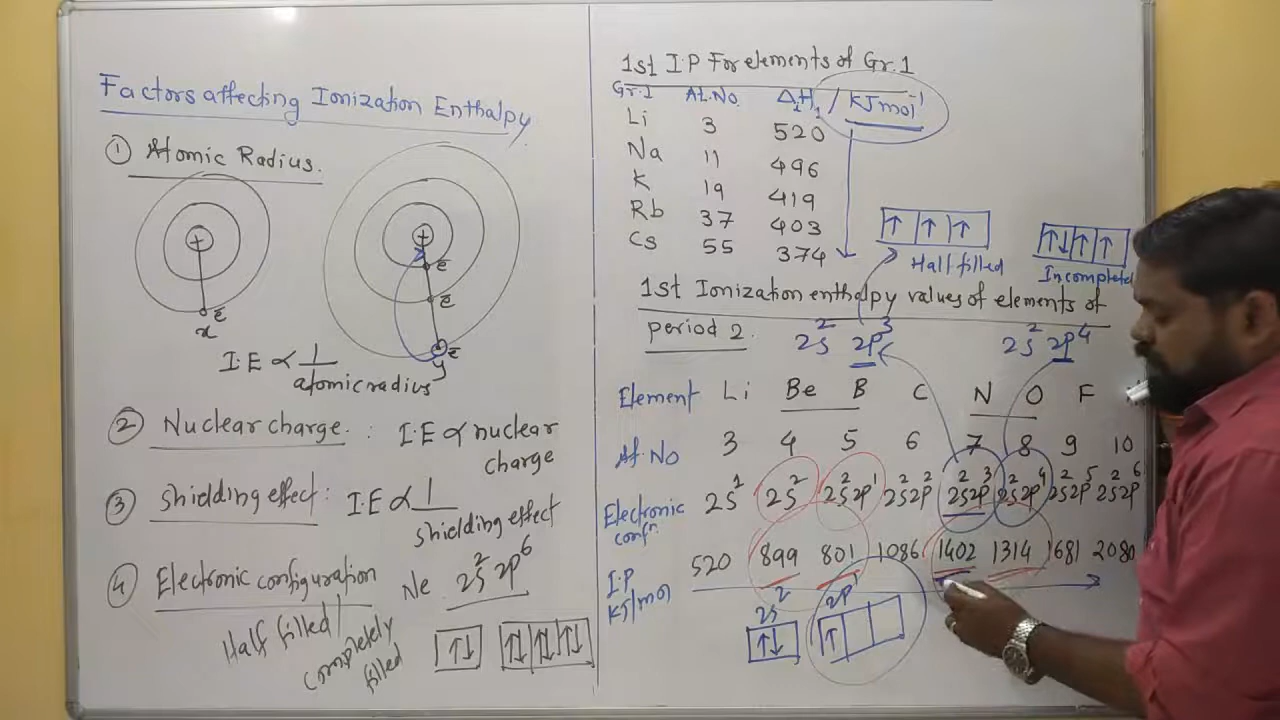 Factors affecting Ionization Enthalpy
① Atomic Radius.
+
e̅
x
+
e̅
e̅
e̅
y
I·E ∝ 1/atomic radius
② Nuclear charge. : I·E ∝ nuclear charge
③ Shielding effect: I·E ∝ 1/shielding effect
④ Electronic configuration
Half filled/
completely
filled
Ne 2s² 2p⁶
↑↓ ↑↓ ↑↓ ↑↓
1st I.P For elements of Gr.1
Gr.I At.No ΔᵢH₁ / KJmol⁻¹
Li 3 520
Na 11 496
K 19 419
Rb 37 403
Cs 55 374
↑ ↑ ↑
Half filled
↑↓ ↑ ↑
Incomplete
1st Ionization enthalpy values of elements of
period 2.
2s² 2p³
2s² 2p⁴
Element Li Be B C N O F
At.No 3 4 5 6 7 8 9 10
Electronic confⁿ. 2s¹ 2s² 2s²2p¹ 2s²2p² 2s²2p³ 2s²2p⁴ 2s²2p⁵ 2s²2p⁶
I.P KJ/mol 520 899 801 1086 1402 1314 1681 2080
2s² 2p¹
↑↓ ↑